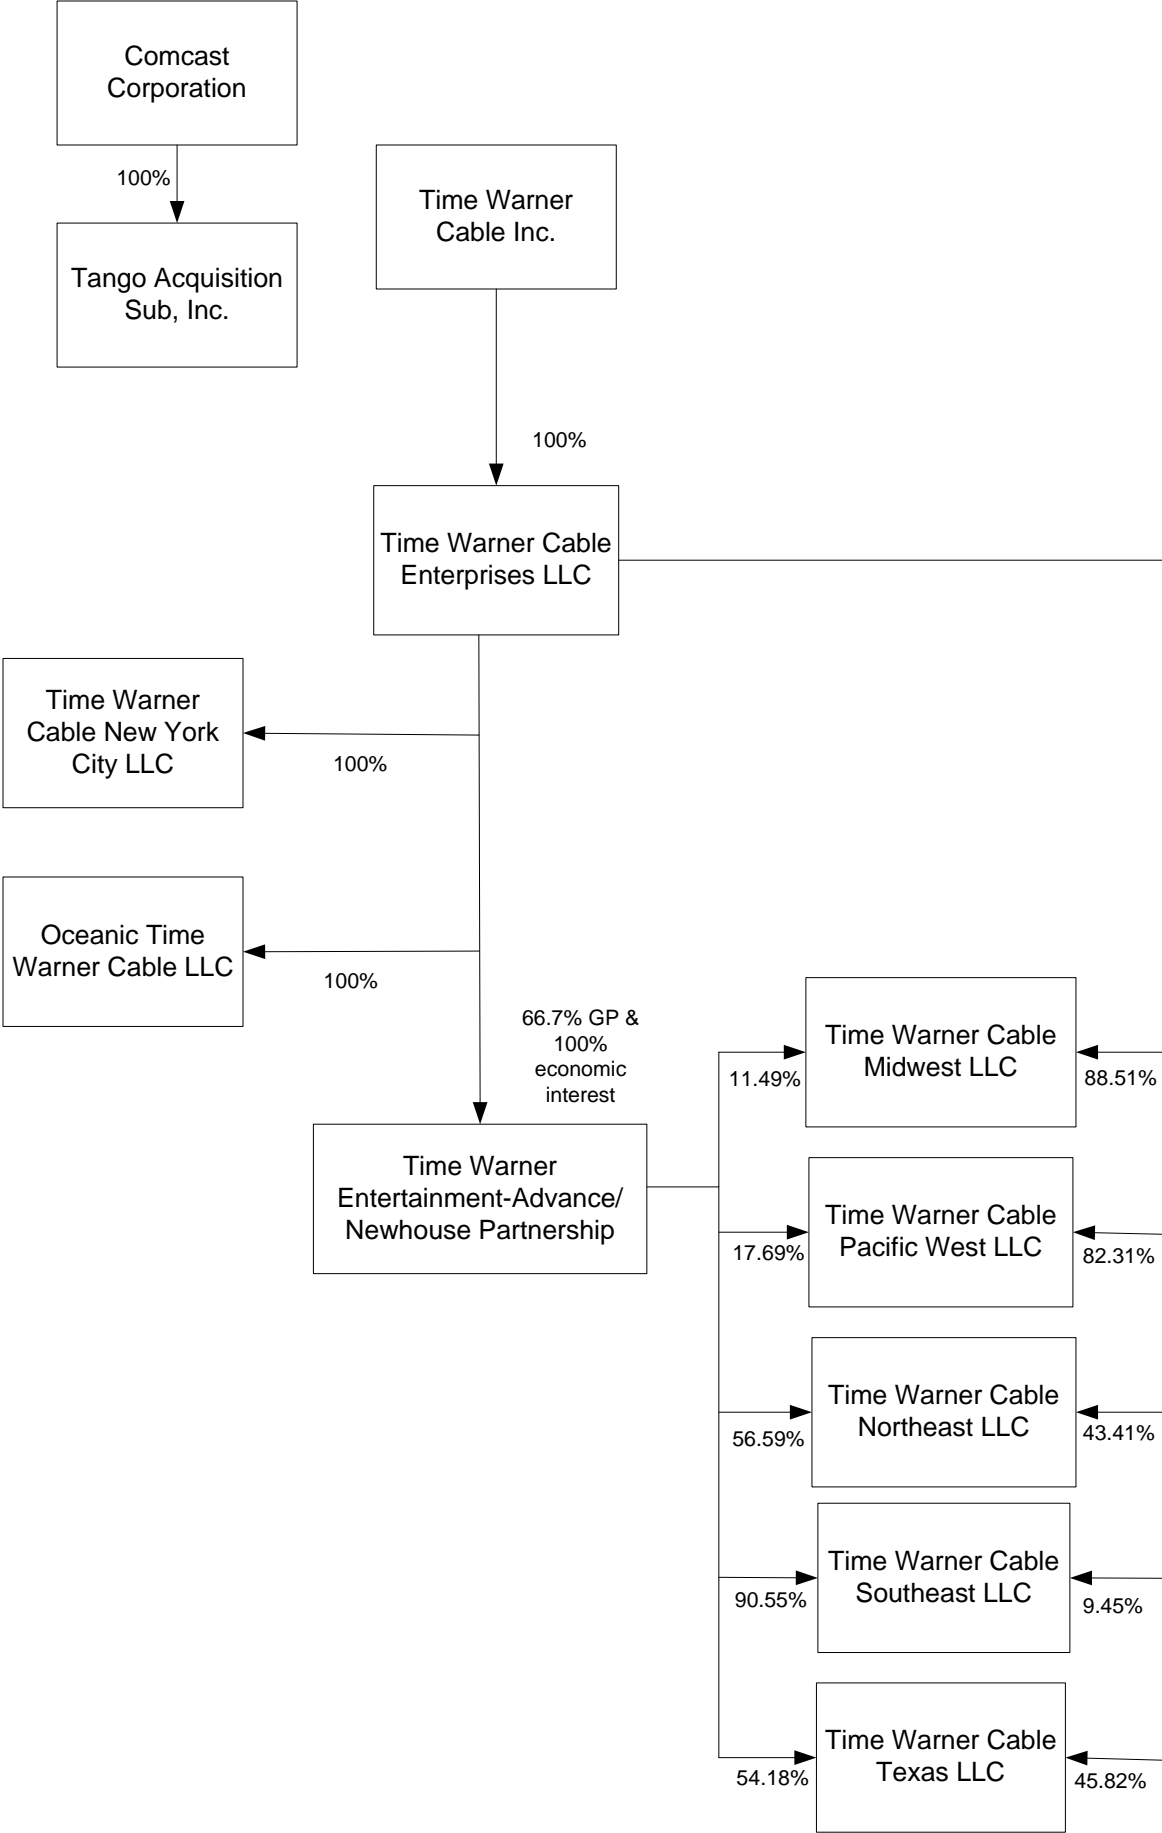 Comcast
Corporation
100%
Tango Acquisition
Sub, Inc.
Time Warner
Cable Inc.
100%
Time Warner Cable
Enterprises LLC
Time Warner
Cable New York
City LLC
100%
Oceanic Time
Warner Cable LLC
100%
66.7% GP &
100%
economic
interest
Time Warner
Entertainment-Advance/
Newhouse Partnership
Time Warner Cable
Midwest LLC
11.49%
88.51%
Time Warner Cable
Pacific West LLC
17.69%
82.31%
Time Warner Cable
Northeast LLC
56.59%
43.41%
Time Warner Cable
Southeast LLC
90.55%
9.45%
Time Warner Cable
Texas LLC
54.18%
45.82%